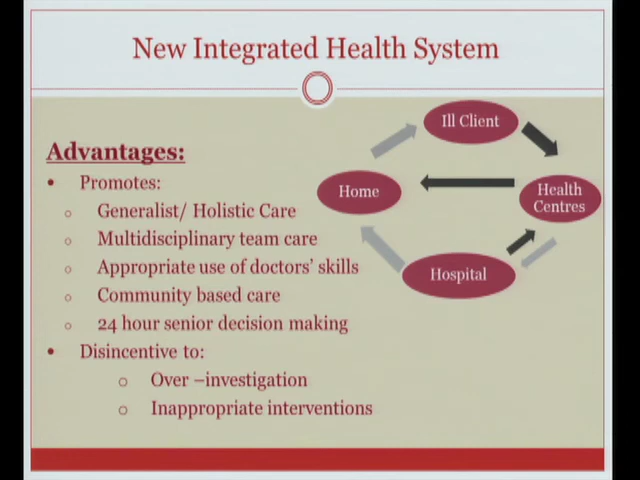 New Integrated Health System
Advantages:
• Promotes:
○ Generalist/ Holistic Care
○ Multidisciplinary team care
○ Appropriate use of doctors' skills
○ Community based care
○ 24 hour senior decision making
• Disincentive to:
○ Over –investigation
○ Inappropriate interventions
Ill Client
Home
Health
Centres
Hospital